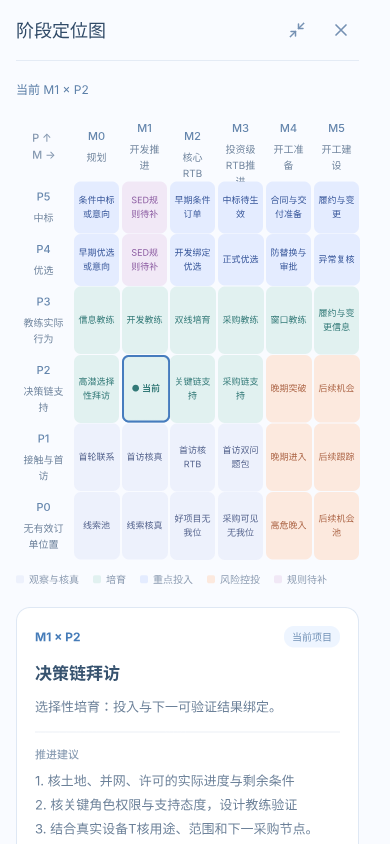 阶段定位图
当前 M1 × P2
P ↑
M →
M0
规划
M1
开发推
进
M2
核心
RTB
M3
投资级
RTB推
进
M4
开工准
备
M5
开工建
设
P5
中标
条件中标
或意向
SED规
则待补
早期条件
订单
中标待生
效
合同与交
付准备
履约与变
更
P4
优选
早期优选
或意向
SED规
则待补
开发绑定
优选
正式优选
防替换与
审批
异常复核
P3
教练实际
行为
信息教练
开发教练
双线培育
采购教练
窗口教练
履约与变
更信息
P2
决策链支
持
高潜选择
性拜访
● 当前
关键链支
持
采购链支
持
晚期突破
后续机会
P1
接触与首
访
首轮联系
首访核真
首访核
RTB
首访双问
题包
晚期进入
后续跟踪
P0
无有效订
单位置
线索池
线索核真
好项目无
我位
采购可见
无我位
高危晚入
后续机会
池
观察与核真 培育 重点投入 风险控投 规则待补
M1 × P2
当前项目
决策链拜访
选择性培育：投入与下一可验证结果绑定。
推进建议
1. 核土地、并网、许可的实际进度与剩余条件
2. 核关键角色权限与支持态度，设计教练验证
3. 结合真实设备T核用途、范围和下一采购节点。